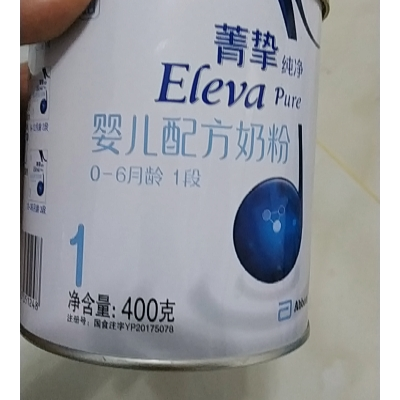 菁挚 纯净
Eleva Pure
婴儿配方奶粉
0-6月龄 1段
1
净含量: 400克
注册号: 国食注字YP20175078